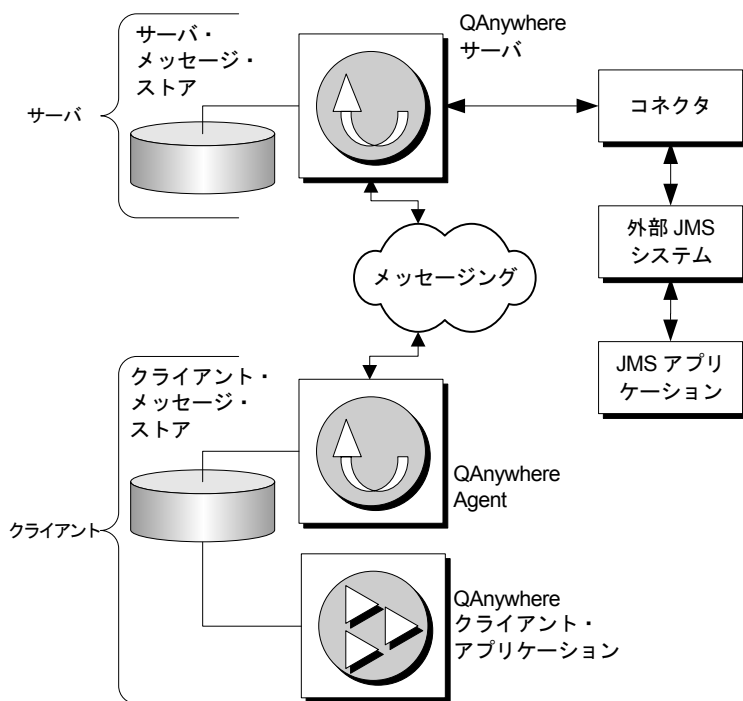 サーバ
サーバ・
メッセージ・
ストア
QAnywhere
サーバ
コネクタ
外部 JMS
システム
JMS アプリ
ケーション
メッセージング
クライアント
クライアント・
メッセージ・
ストア
QAnywhere
Agent
QAnywhere
クライアント・
アプリケーション